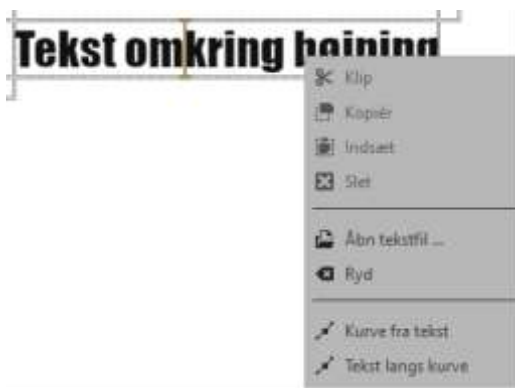 Tekst omkring bøjning
Klip
Kopiér
Indsæt
Slet
Åbn tekstfil ...
Ryd
Kurve fra tekst
Tekst langs kurve